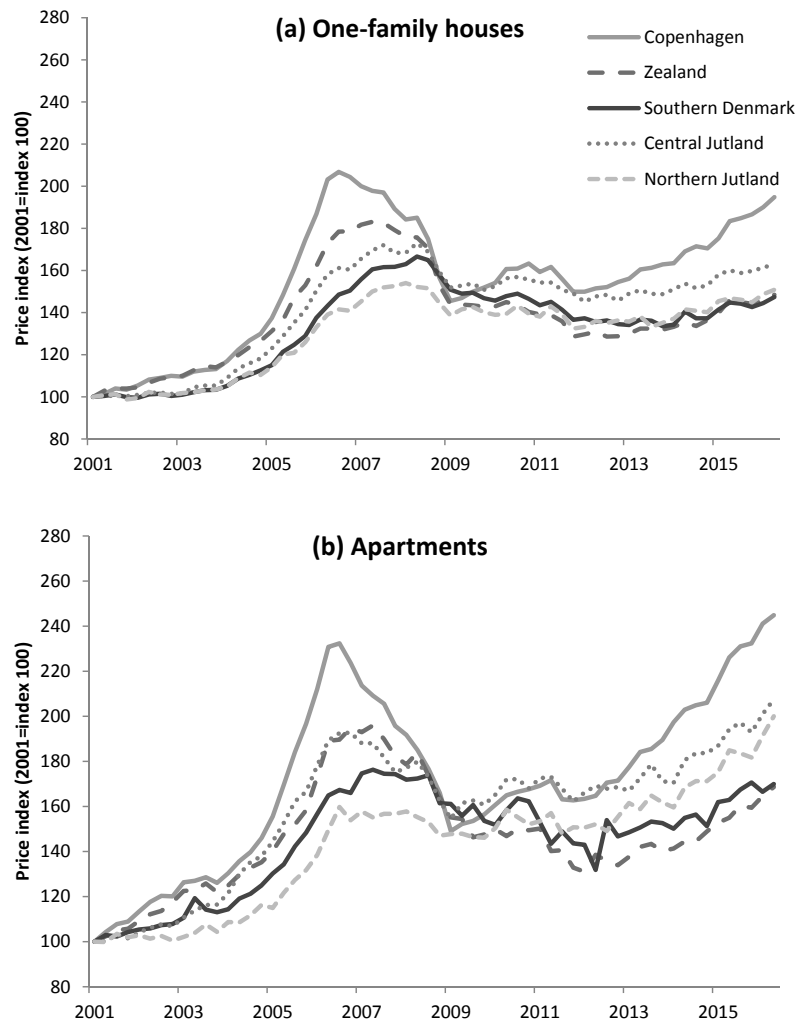 (a) One-family houses
Copenhagen
Zealand
Southern Denmark
Central Jutland
Northern Jutland
Price index (2001=index 100)
280
260
240
220
200
180
160
140
120
100
80
2001 2003 2005 2007 2009 2011 2013 2015
(b) Apartments
Price index (2001=index 100)
280
260
240
220
200
180
160
140
120
100
80
2001 2003 2005 2007 2009 2011 2013 2015